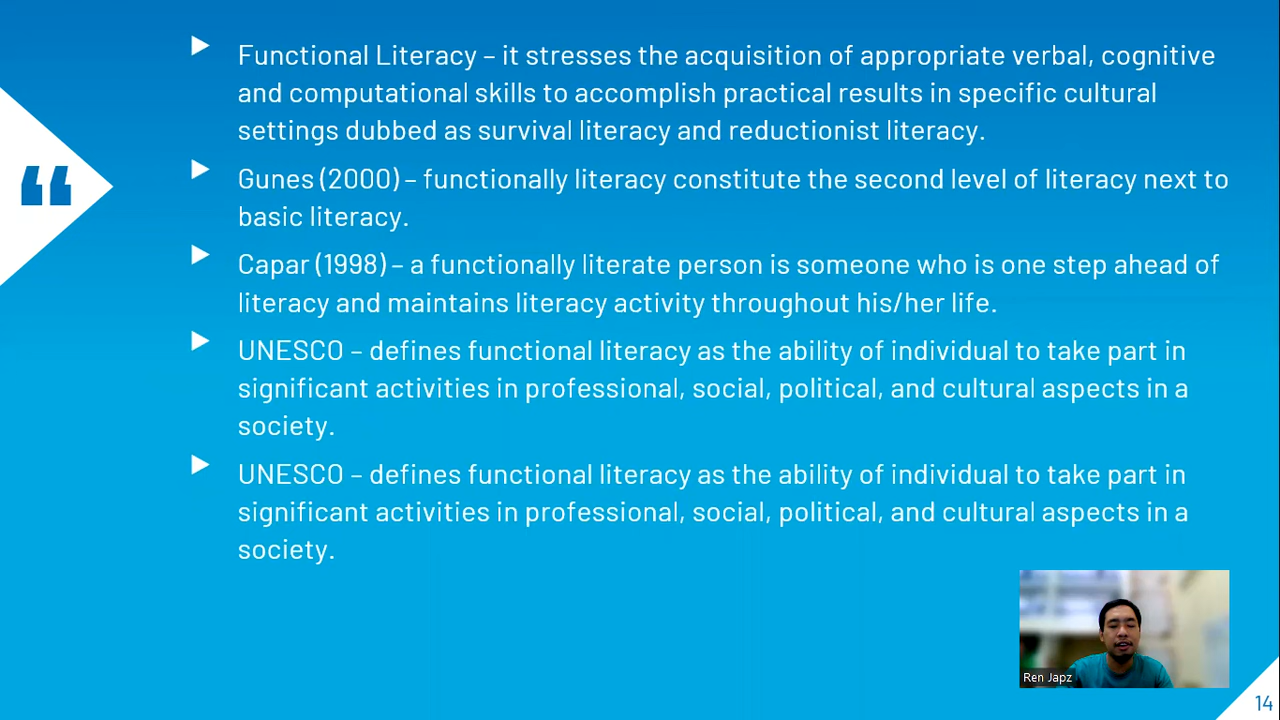 Functional Literacy – it stresses the acquisition of appropriate verbal, cognitive
and computational skills to accomplish practical results in specific cultural
settings dubbed as survival literacy and reductionist literacy.
Gunes (2000) – functionally literacy constitute the second level of literacy next to
basic literacy.
Capar (1998) – a functionally literate person is someone who is one step ahead of
literacy and maintains literacy activity throughout his/her life.
UNESCO – defines functional literacy as the ability of individual to take part in
significant activities in professional, social, political, and cultural aspects in a
society.
UNESCO – defines functional literacy as the ability of individual to take part in
significant activities in professional, social, political, and cultural aspects in a
society.
Ren Japz
14